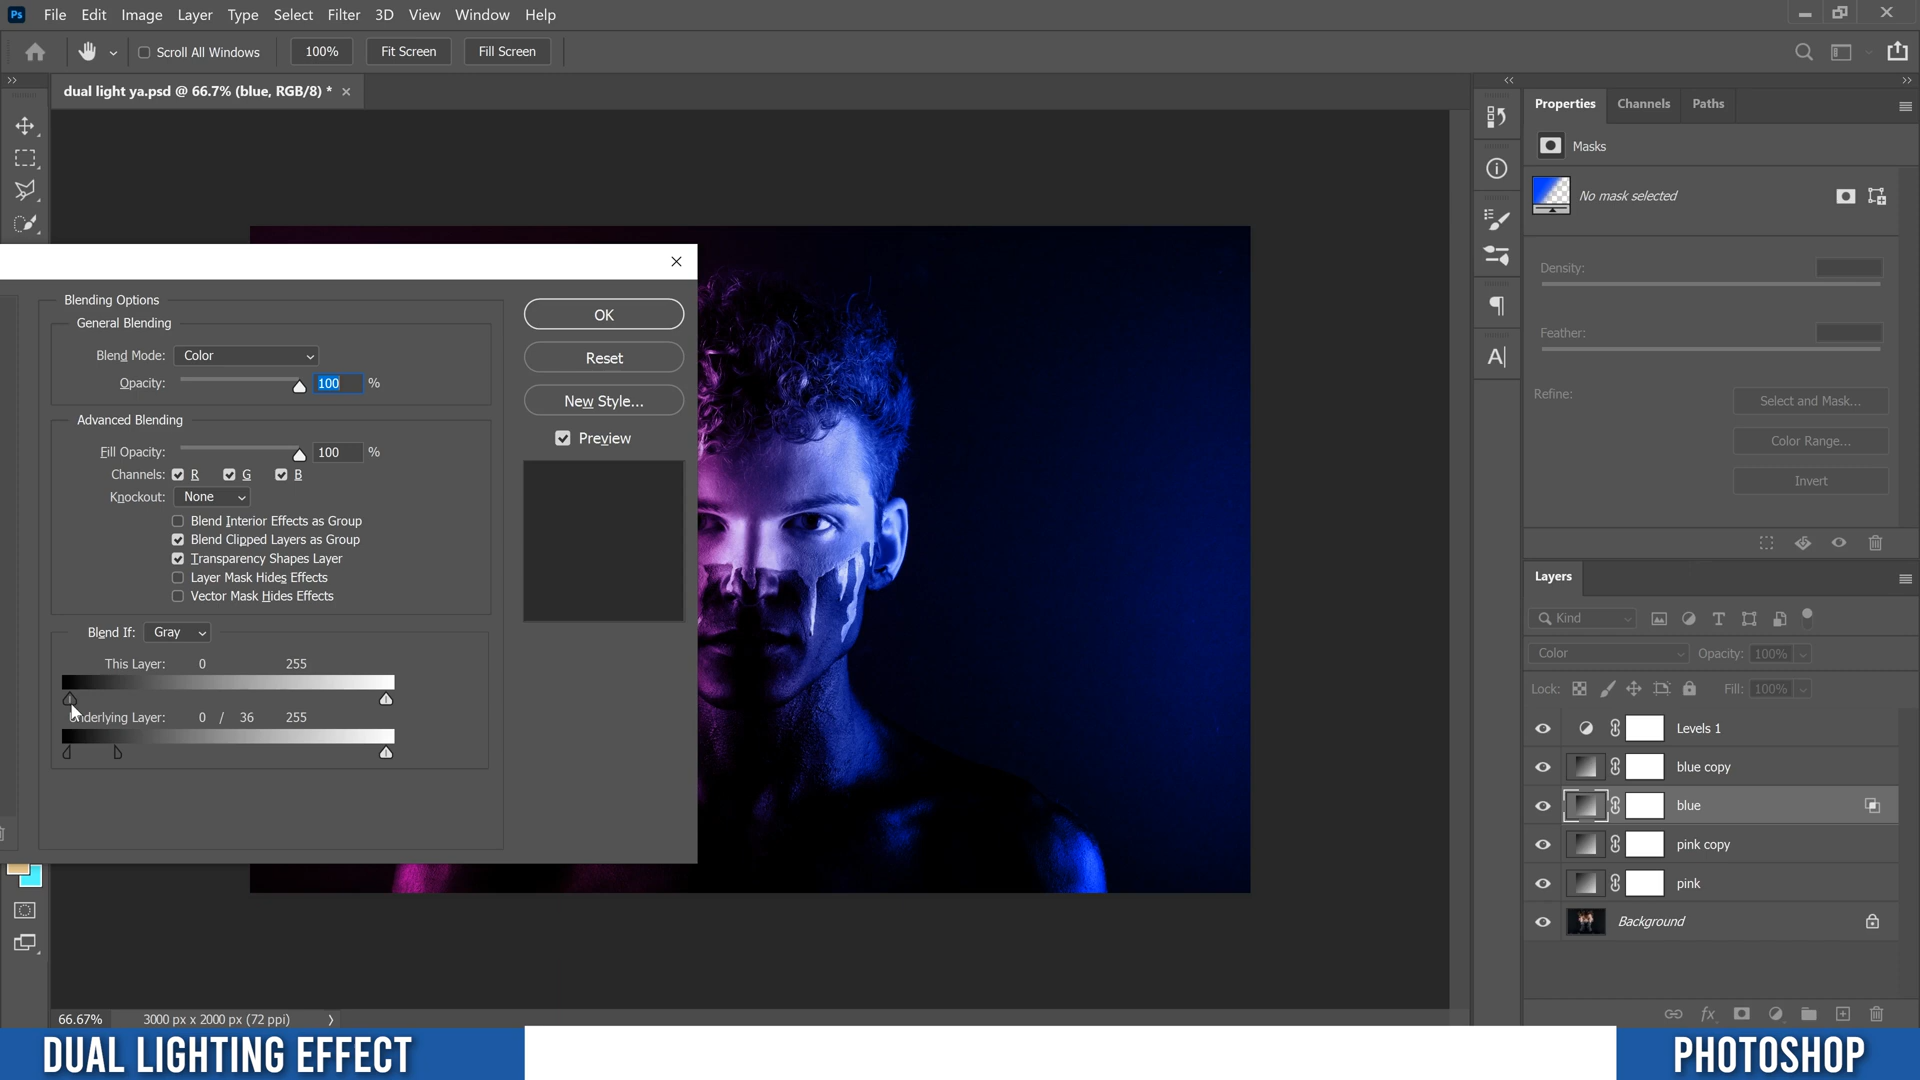 Ps File Edit Image Layer Type Select Filter 3D View Window Help
Scroll All Windows 100% Fit Screen Fill Screen
dual light ya.psd @ 66.7% (blue, RGB/8) *
Blending Options
General Blending
Blend Mode: Color
Opacity: 100 %
Advanced Blending
Fill Opacity: 100 %
Channels: R G B
Knockout: None
Blend Interior Effects as Group
Blend Clipped Layers as Group
Transparency Shapes Layer
Layer Mask Hides Effects
Vector Mask Hides Effects
Blend If: Gray
This Layer: 0 255
Underlying Layer: 0 / 36 255
OK
Reset
New Style...
Preview
Properties Channels Paths
Masks
No mask selected
Density:
Feather:
Refine: Select and Mask...
Color Range...
Invert
Layers
Kind
Color Opacity: 100%
Lock: Fill: 100%
Levels 1
blue copy
blue
pink copy
pink
Background
66.67% 3000 px x 2000 px (72 ppi)
DUAL LIGHTING EFFECT
PHOTOSHOP